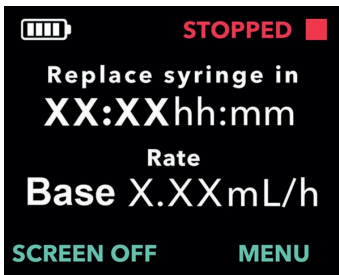 STOPPED
Replace syringe in
XX:XXhh:mm
Rate
Base X.XXmL/h
SCREEN OFF MENU